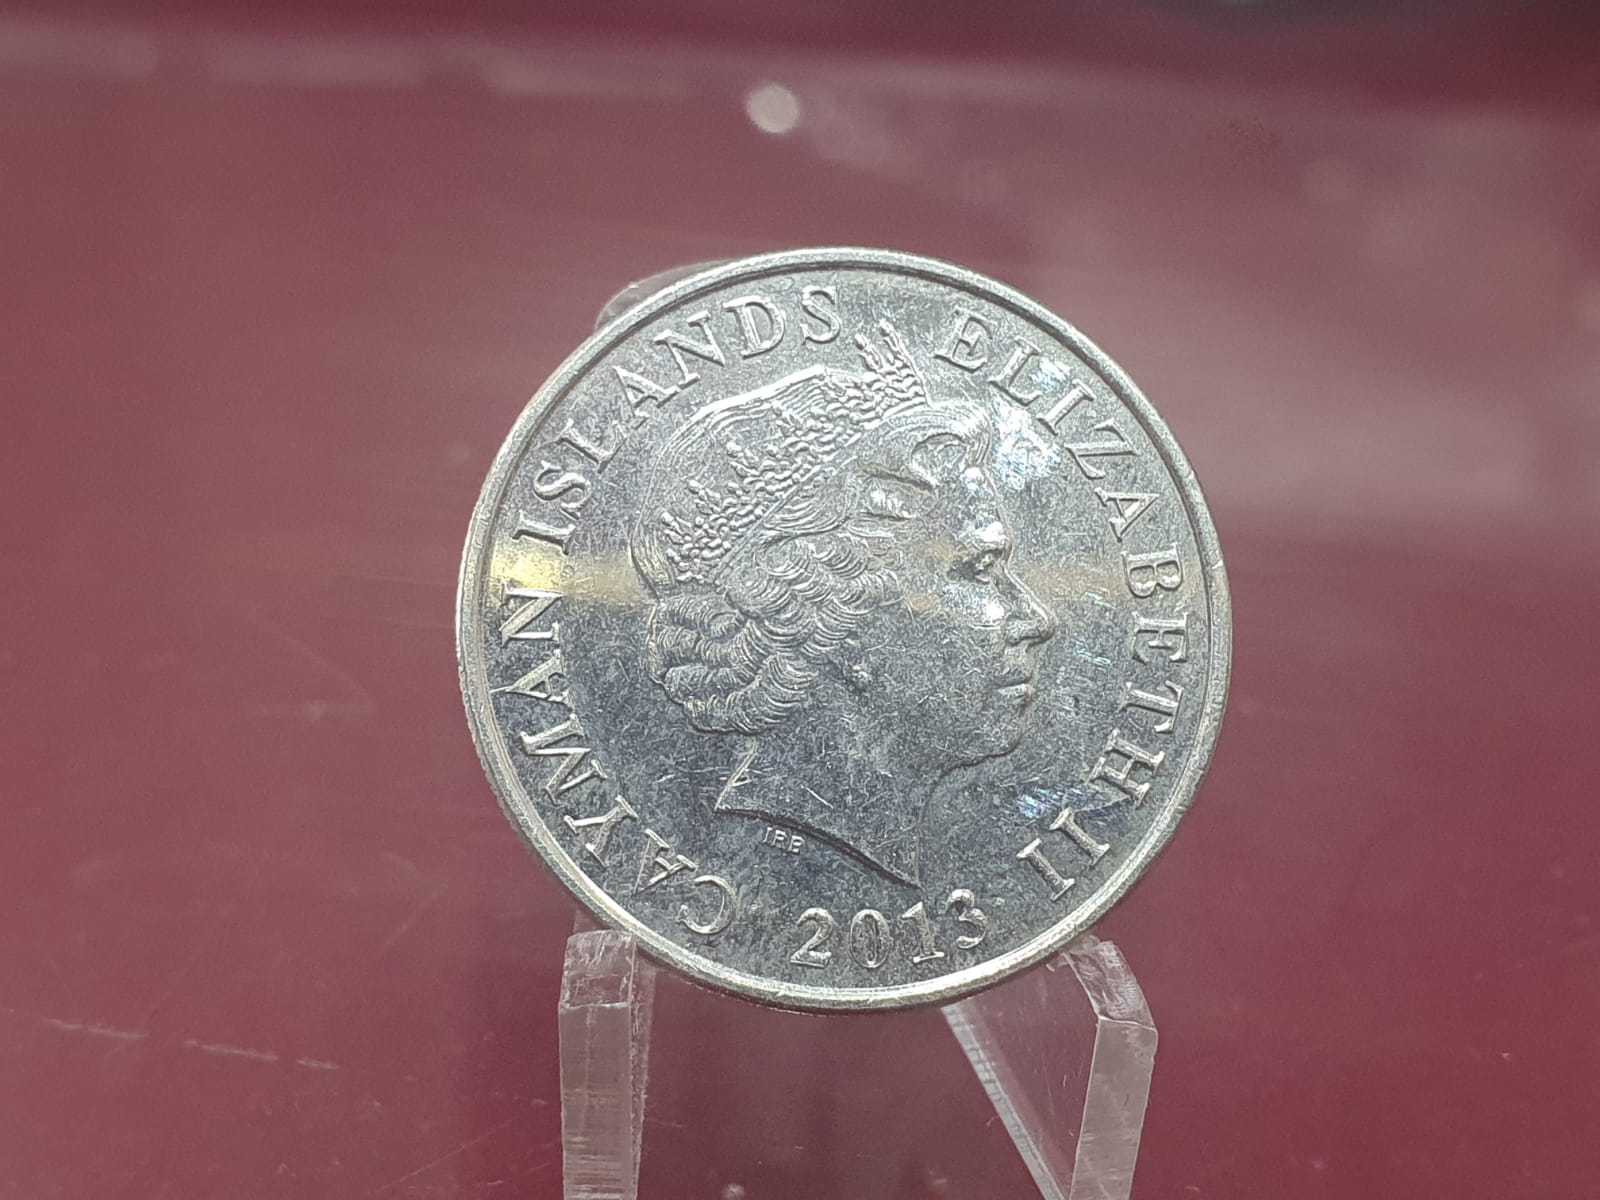 CAYMAN ISLANDS ELIZABETH II
2013
IRB